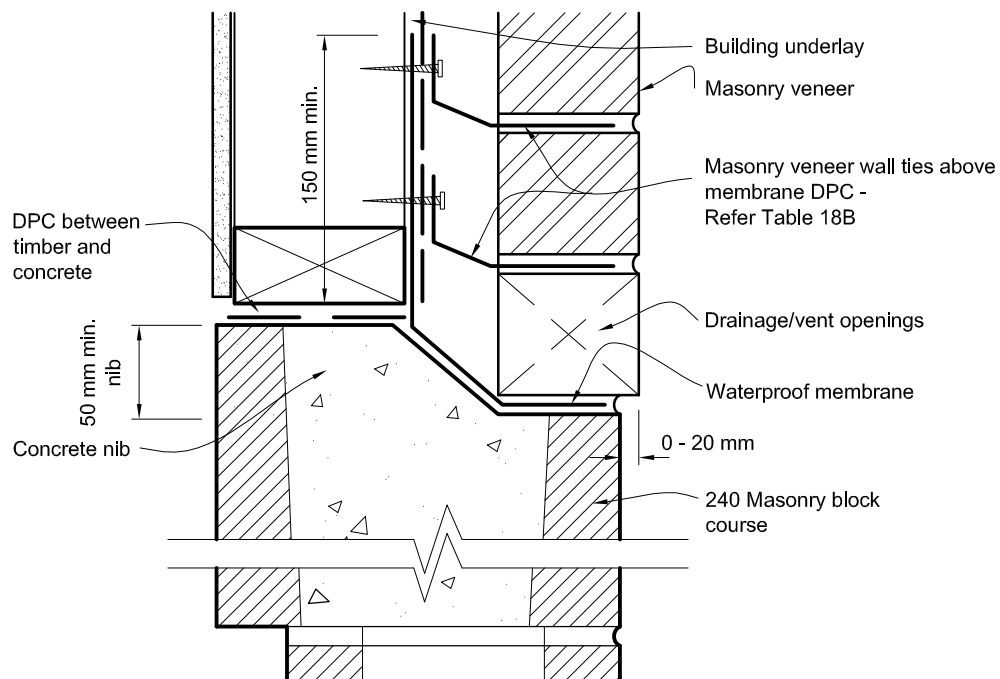 Building underlay
Masonry veneer
150 mm min.
Masonry veneer wall ties above
membrane DPC -
Refer Table 18B
DPC between
timber and
concrete
Drainage/vent openings
50 mm min.
nib
Waterproof membrane
Concrete nib
0 - 20 mm
240 Masonry block
course